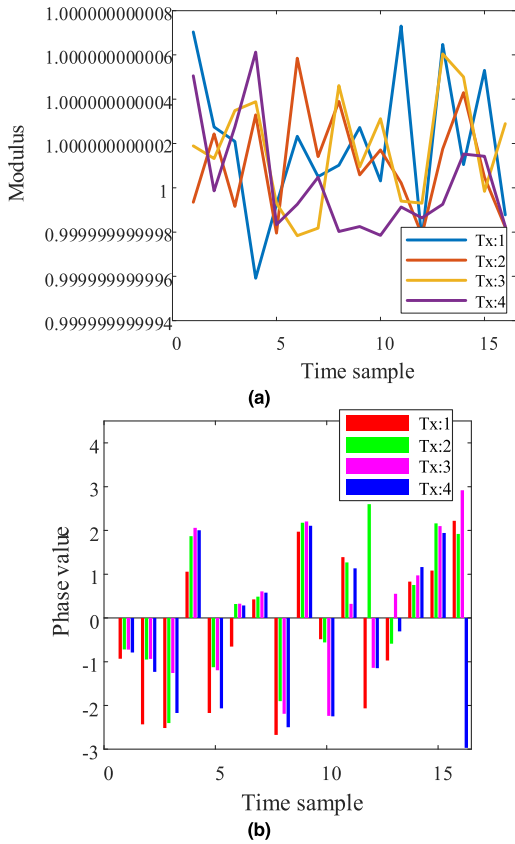 1.000000000008
1.000000000006
1.000000000004
1.000000000002
1
0.999999999998
0.999999999996
0.999999999994
Modulus
Tx:1
Tx:2
Tx:3
Tx:4
0 5 10 15
Time sample
(a)
4
3
2
1
0
-1
-2
-3
Phase value
Tx:1
Tx:2
Tx:3
Tx:4
0 5 10 15
Time sample
(b)